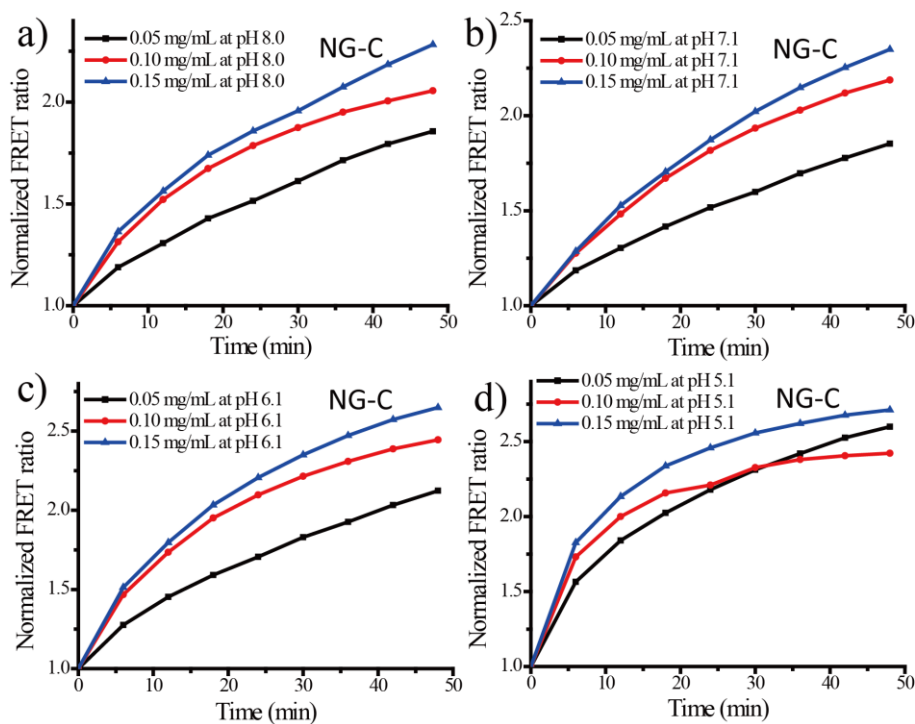 a)
0.05 mg/mL at pH 8.0
0.10 mg/mL at pH 8.0
0.15 mg/mL at pH 8.0
NG-C
Normalized FRET ratio
2.0
1.5
1.0
0 10 20 30 40 50
Time (min)
b)
0.05 mg/mL at pH 7.1
0.10 mg/mL at pH 7.1
0.15 mg/mL at pH 7.1
NG-C
Normalized FRET ratio
2.5
2.0
1.5
1.0
0 10 20 30 40 50
Time (min)
c)
0.05 mg/mL at pH 6.1
0.10 mg/mL at pH 6.1
0.15 mg/mL at pH 6.1
NG-C
Normalized FRET ratio
2.5
2.0
1.5
1.0
0 10 20 30 40 50
Time (min)
d)
0.05 mg/mL at pH 5.1
0.10 mg/mL at pH 5.1
0.15 mg/mL at pH 5.1
NG-C
Normalized FRET ratio
2.5
2.0
1.5
1.0
0 10 20 30 40 50
Time (min)